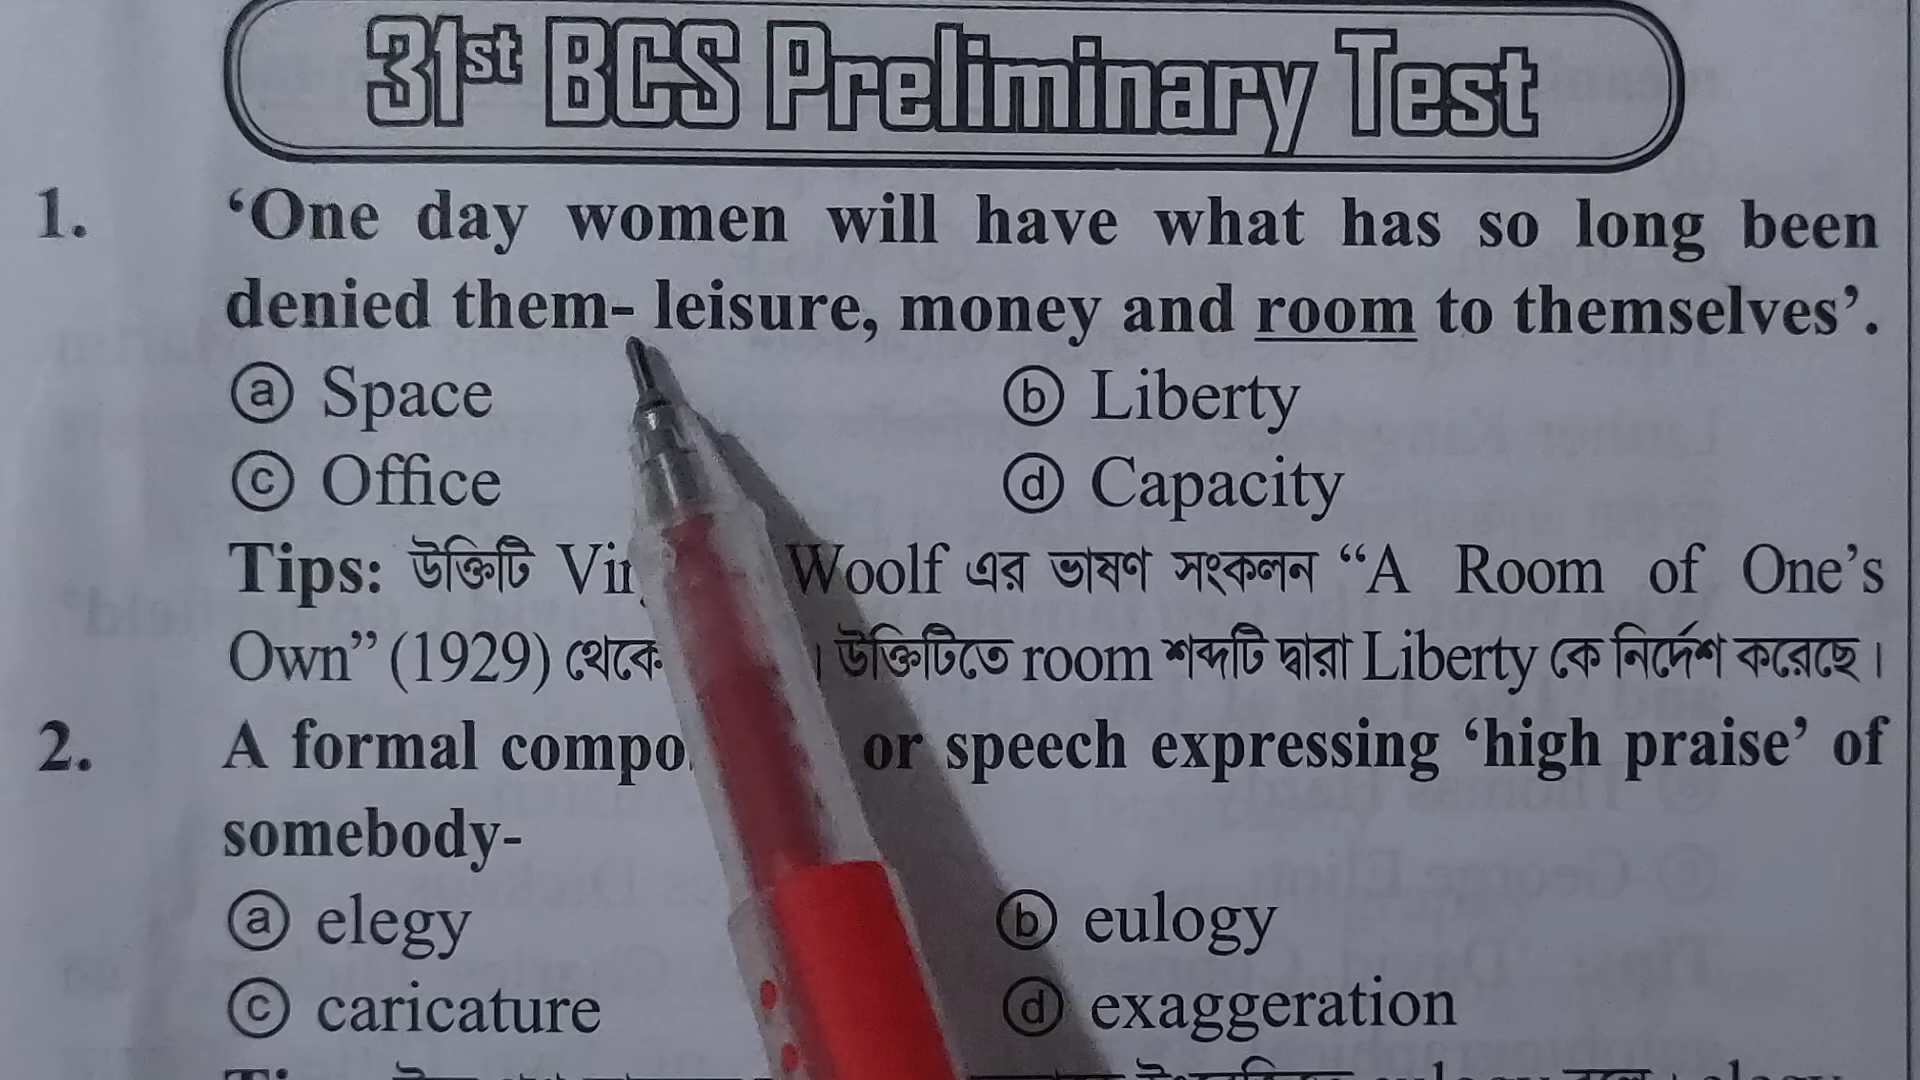 31st BCS Preliminary Test
1. ‘One day women will have what has so long been
denied them- leisure, money and room to themselves’.
ⓐ Space ⓑ Liberty
ⓒ Office ⓓ Capacity
Tips: উক্তিটি Woolf এর ভাষণ সংকলন “A Room of One’s
Own” (1929) থেকে । উক্তিটিতে room শব্দটি দ্বারা Liberty কে নির্দেশ করেছে।
2. A formal or speech expressing ‘high praise’ of
somebody-
ⓐ elegy ⓑ eulogy
ⓒ caricature ⓓ exaggeration